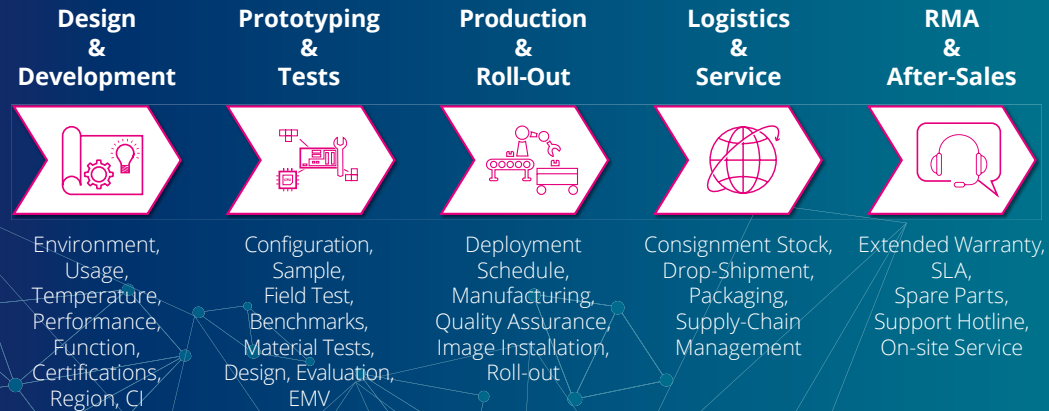 Design
&
Development
Prototyping
&
Tests
Production
&
Roll-Out
Logistics
&
Service
RMA
&
After-Sales
Environment,
Usage,
Temperature,
Performance,
Function,
Certifications,
Region, CI
Configuration,
Sample,
Field Test,
Benchmarks,
Material Tests,
Design, Evaluation,
EMV
Deployment
Schedule,
Manufacturing,
Quality Assurance,
Image Installation,
Roll-out
Consignment Stock,
Drop-Shipment,
Packaging,
Supply-Chain
Management
Extended Warranty,
SLA,
Spare Parts,
Support Hotline,
On-site Service